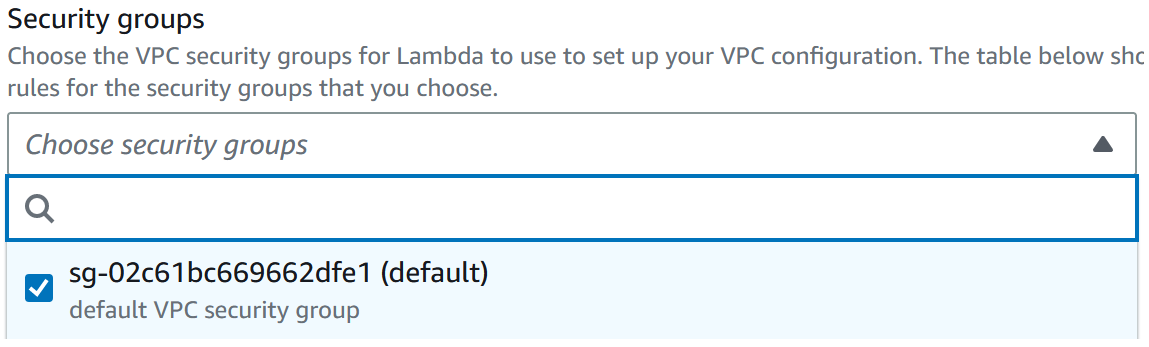 Security groups
Choose the VPC security groups for Lambda to use to set up your VPC configuration. The table below
rules for the security groups that you choose.
Choose security groups
sg-02c61bc669662dfe1 (default)
default VPC security group